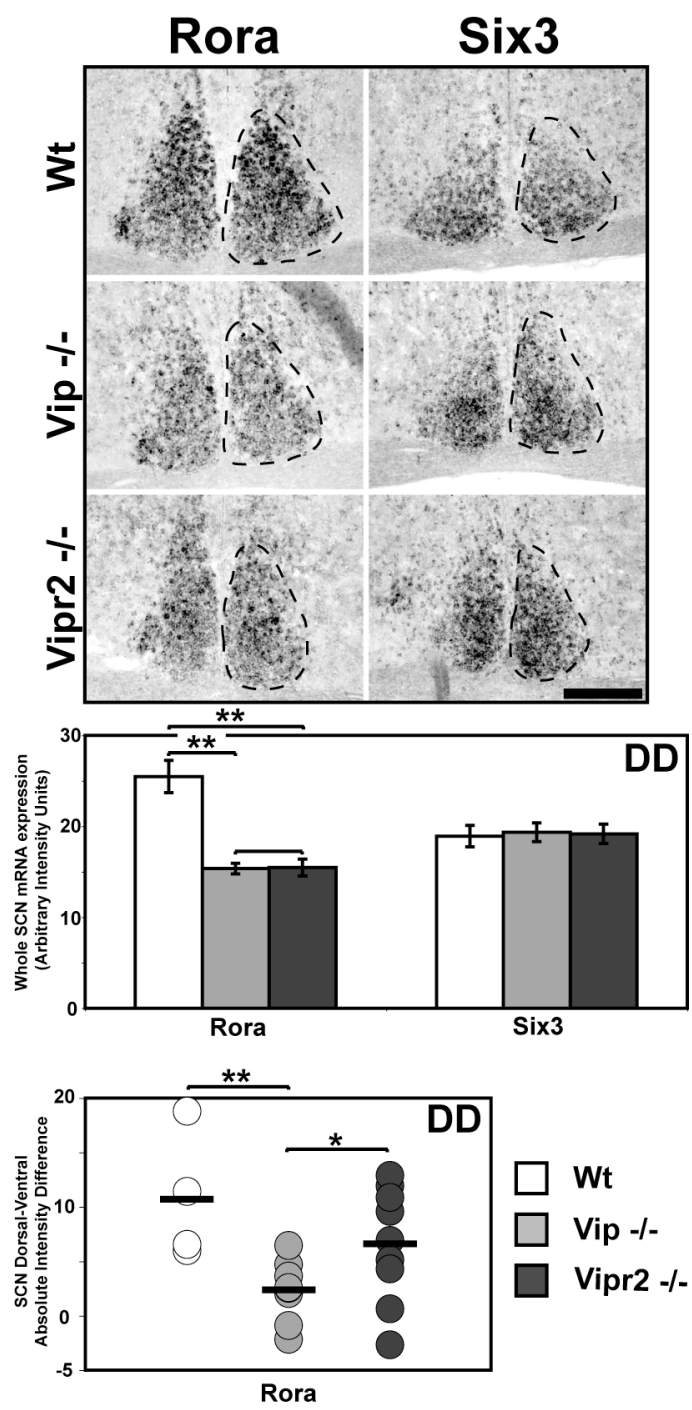 Rora Six3
Wt
Vip -/-
Vipr2 -/-
Whole SCN mRNA expression
(Arbitrary Intensity Units)
30
20
10
0
**
**
DD
Rora Six3
SCN Dorsal-Ventral
Absolute Intensity Difference
20
10
0
-5
**
*
DD
Rora
Wt
Vip -/-
Vipr2 -/-